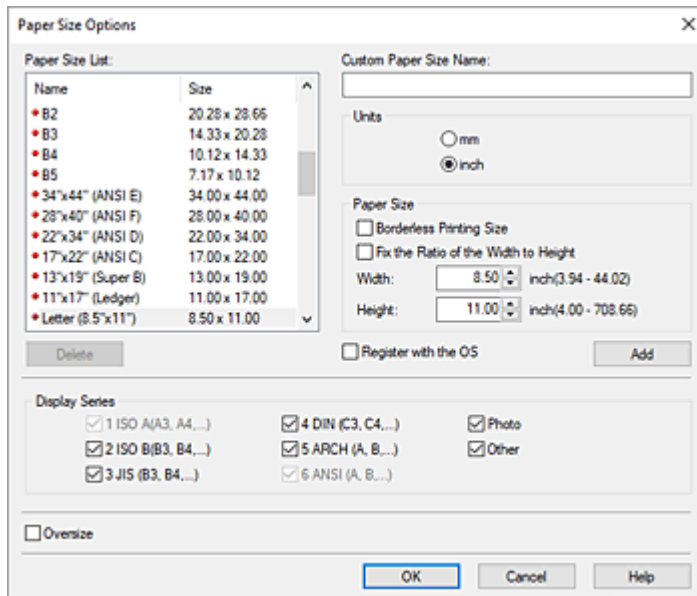 Paper Size Options
Paper Size List:
Name Size
B2 20.28 x 28.66
B3 14.33 x 20.28
B4 10.12 x 14.33
B5 7.17 x 10.12
34"x44" (ANSI E) 34.00 x 44.00
28"x40" (ANSI F) 28.00 x 40.00
22"x34" (ANSI D) 22.00 x 34.00
17"x22" (ANSI C) 17.00 x 22.00
13"x19" (Super B) 13.00 x 19.00
11"x17" (Ledger) 11.00 x 17.00
Letter (8.5"x11") 8.50 x 11.00
Delete
Custom Paper Size Name:
Units
mm
inch
Paper Size
Borderless Printing Size
Fix the Ratio of the Width to Height
Width: 8.50 inch(3.94 - 44.02)
Height: 11.00 inch(4.00 - 708.66)
Register with the OS Add
Display Series
1 ISO A(A3, A4,...) 4 DIN (C3, C4,...) Photo
2 ISO B(B3, B4,...) 5 ARCH (A, B,...) Other
3 JIS (B3, B4,...) 6 ANSI (A, B,...)
Oversize
OK Cancel Help